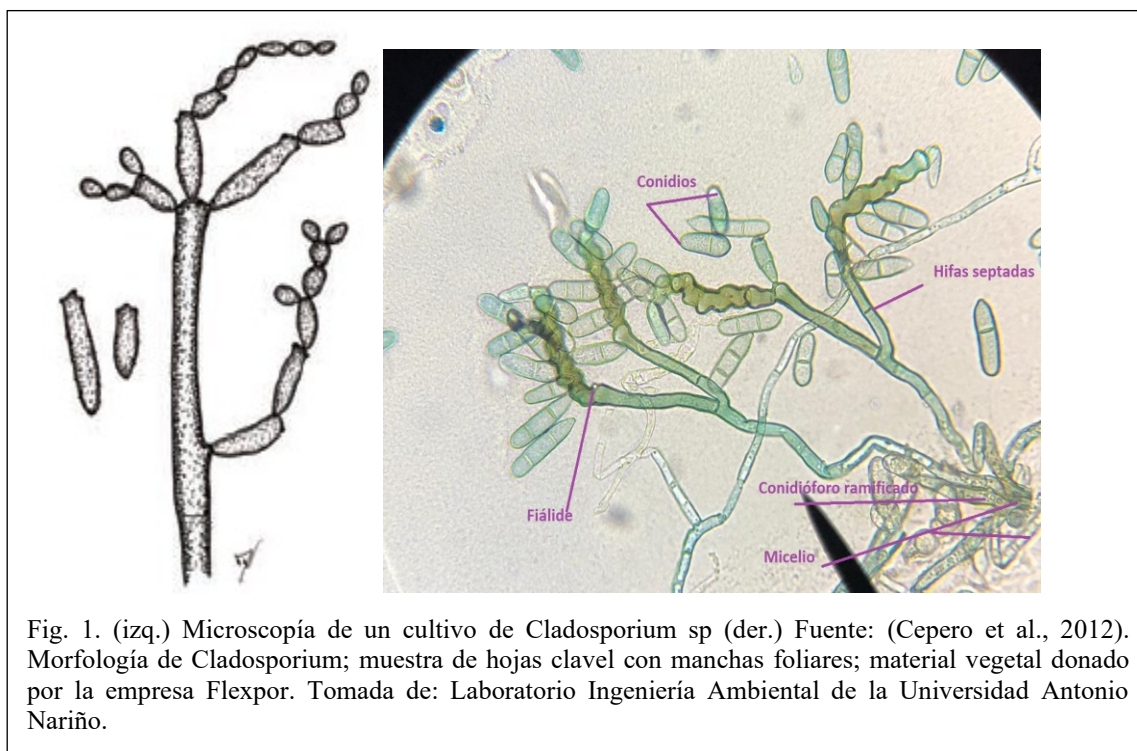 Conidios
Hifas septadas
Fiálide
Conidióforo ramificado
Micelio
Fig. 1. (izq.) Microscopía de un cultivo de Cladosporium sp (der.) Fuente: (Cepero et al., 2012).
Morfología de Cladosporium; muestra de hojas clavel con manchas foliares; material vegetal donado
por la empresa Flexpor. Tomada de: Laboratorio Ingeniería Ambiental de la Universidad Antonio
Nariño.